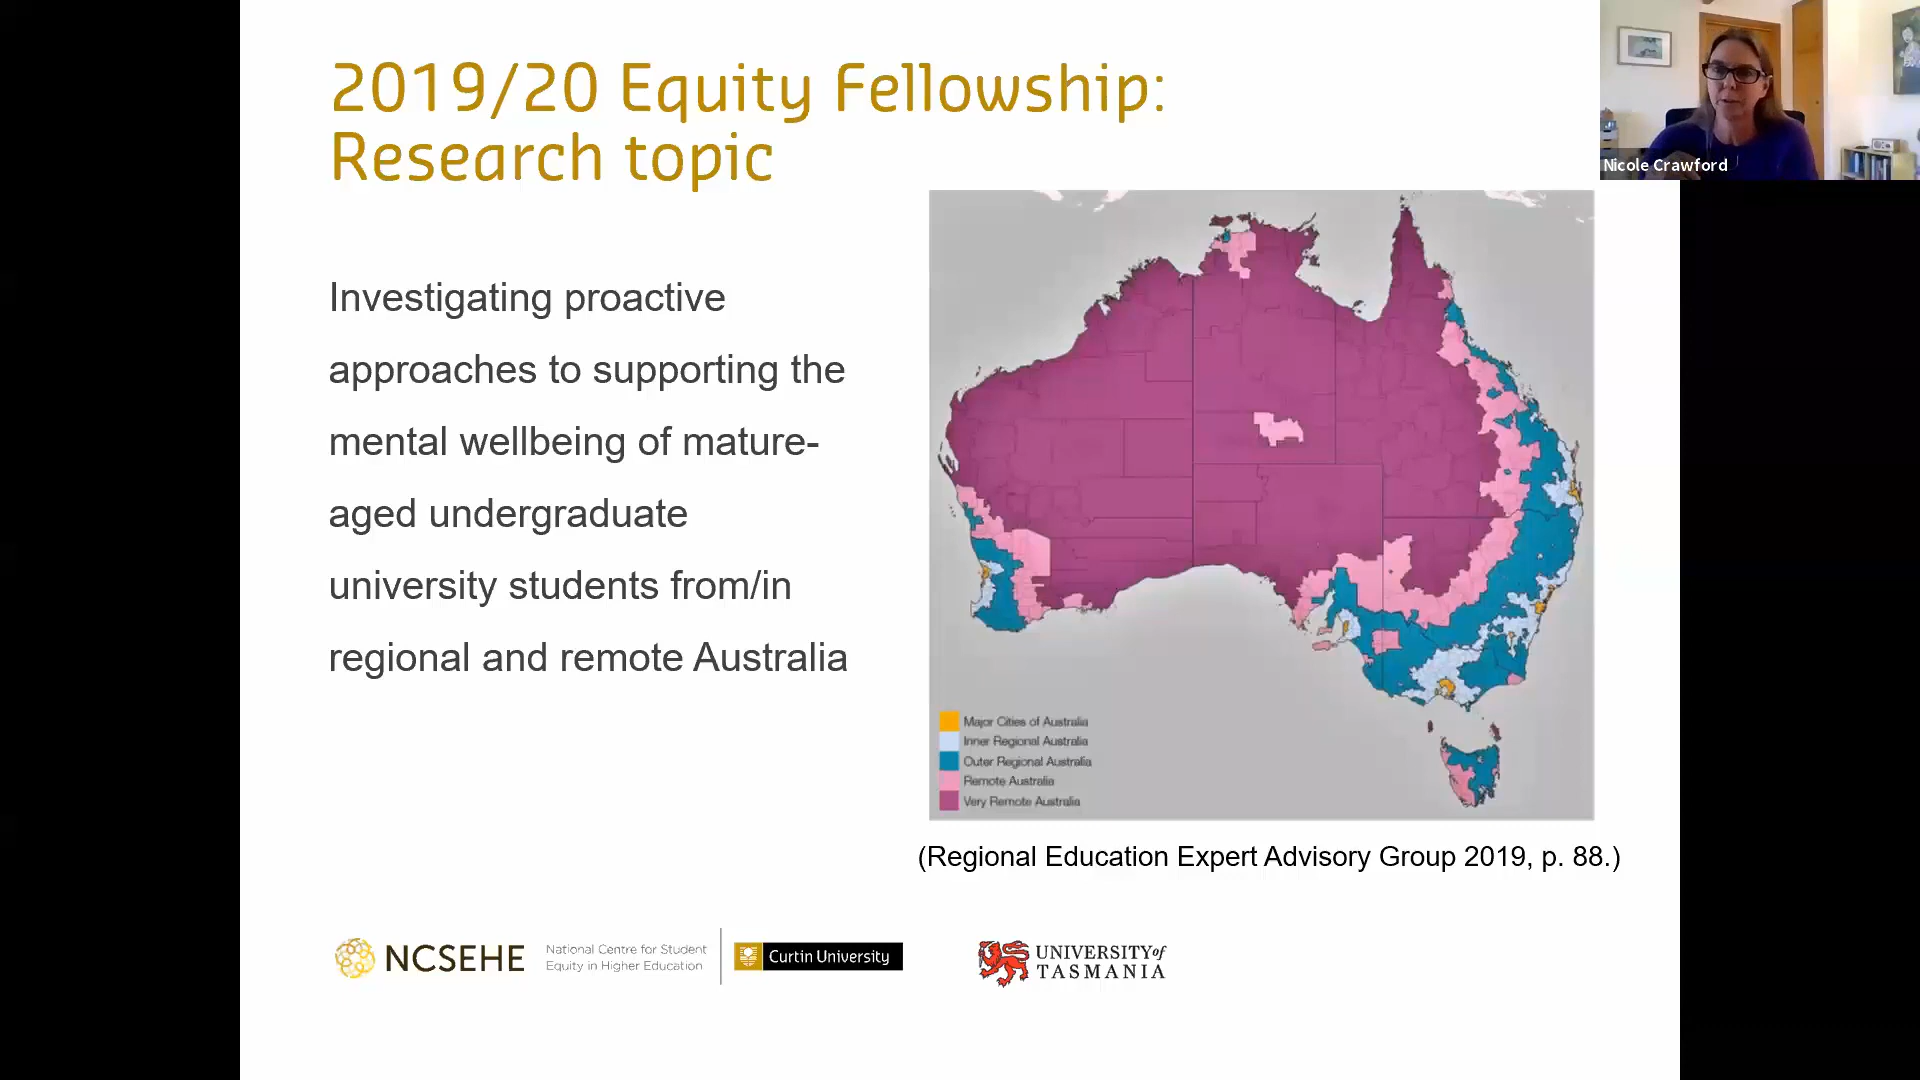 2019/20 Equity Fellowship:
Research topic
Nicole Crawford
Investigating proactive
approaches to supporting the
mental wellbeing of mature-
aged undergraduate
university students from/in
regional and remote Australia
Major Cities of Australia
Inner Regional Australia
Outer Regional Australia
Remote Australia
Very Remote Australia
(Regional Education Expert Advisory Group 2019, p. 88.)
NCSEHE
National Centre for Student
Equity in Higher Education
Curtin University
UNIVERSITY of
TASMANIA